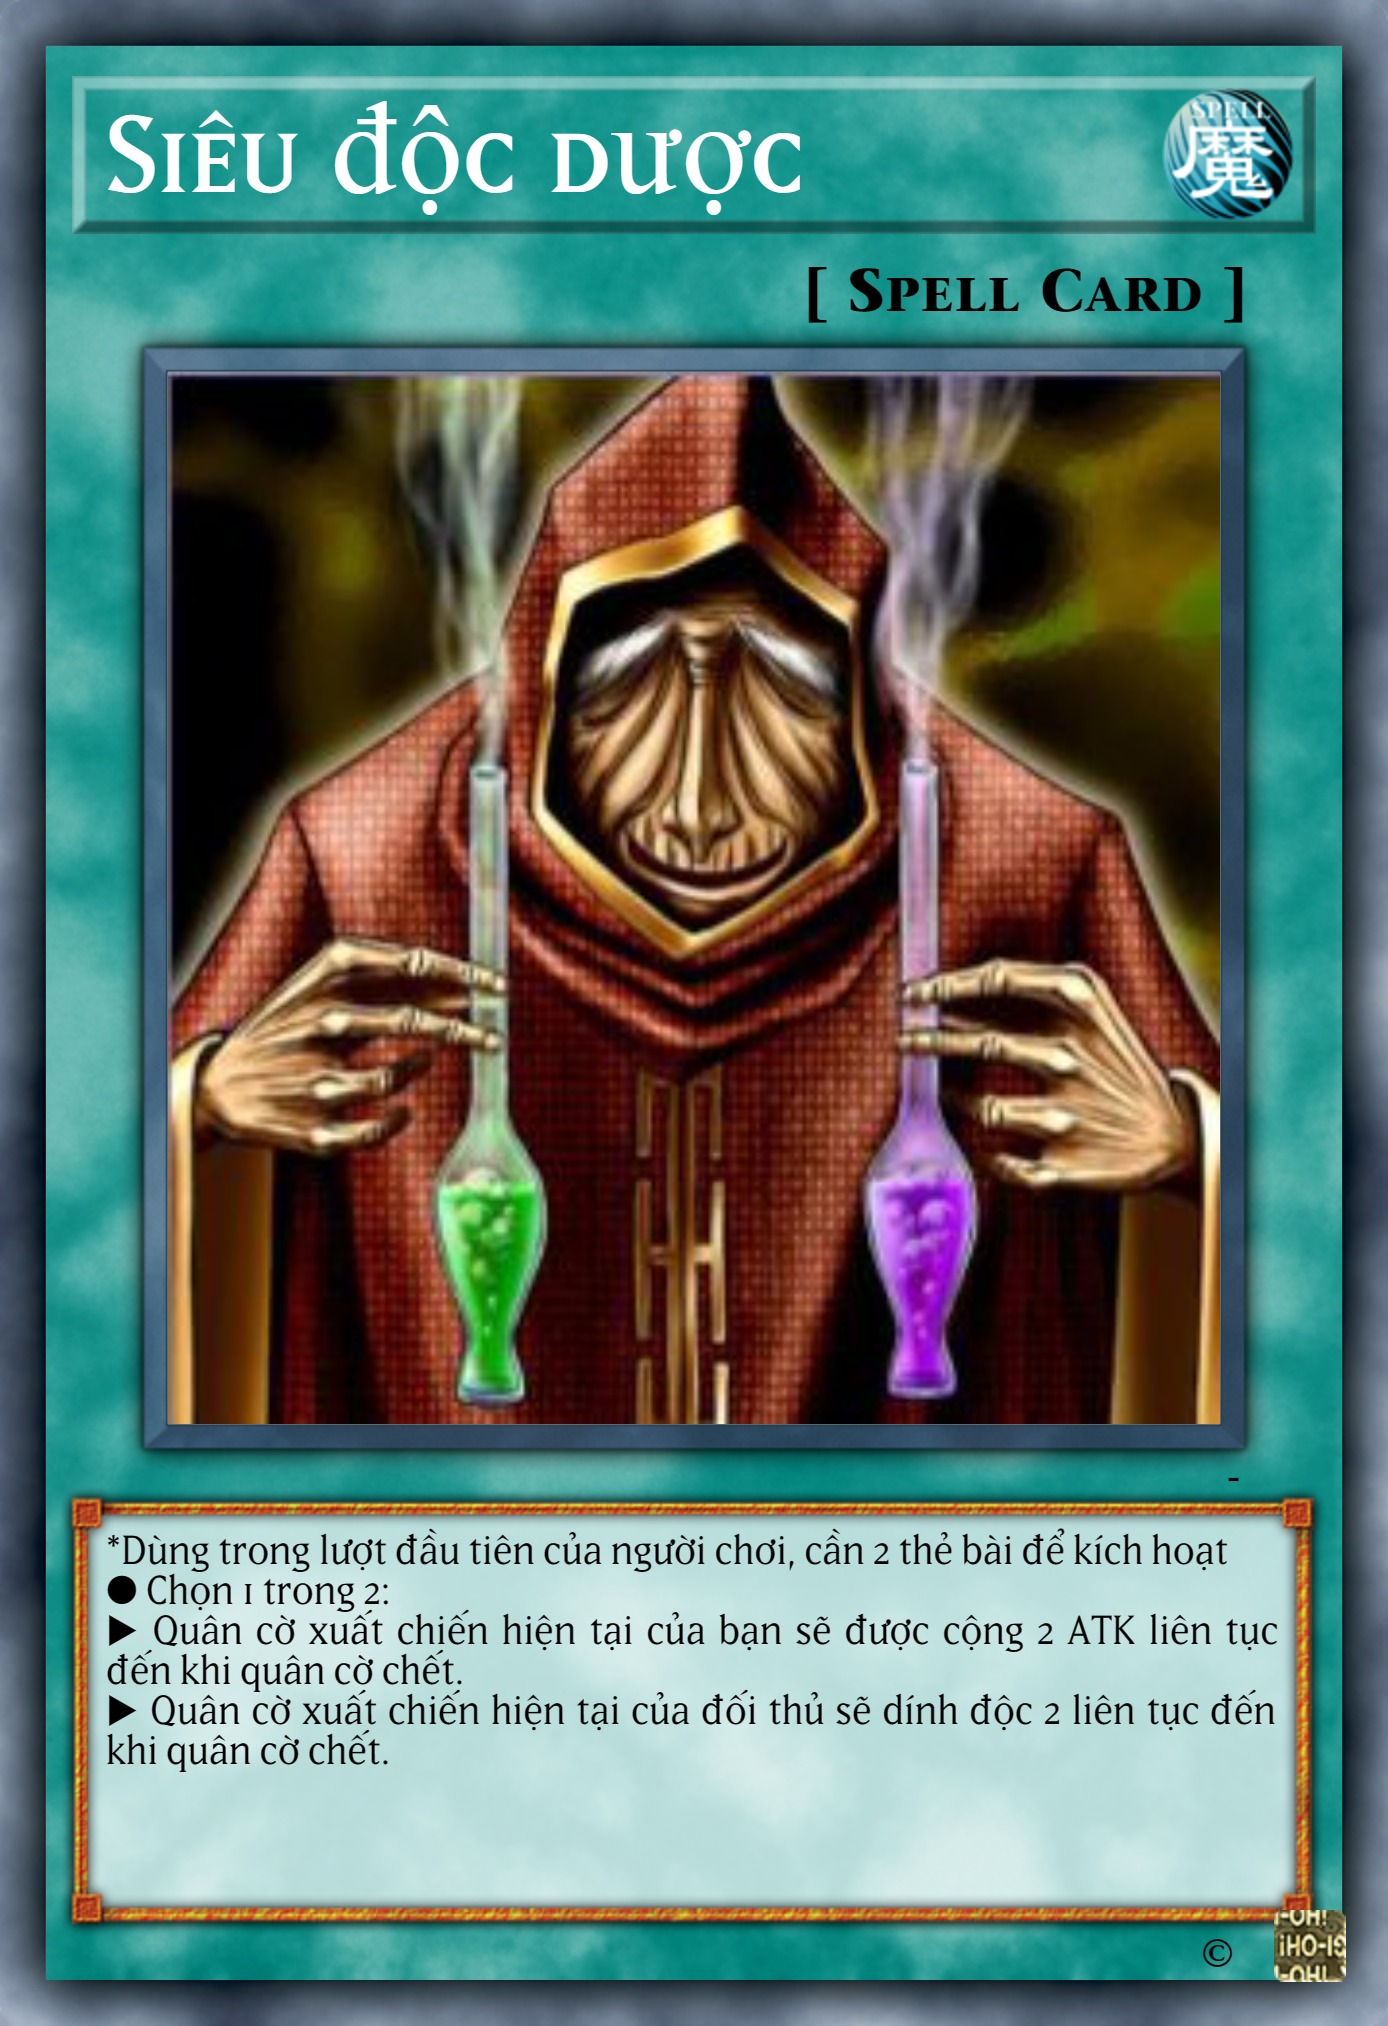 Siêu độc dược
SPELL
魔
[ Spell Card ]
-
*Dùng trong lượt đầu tiên của người chơi, cần 2 thẻ bài để kích hoạt
● Chọn 1 trong 2:
▶ Quân cờ xuất chiến hiện tại của bạn sẽ được cộng 2 ATK liên tục
đến khi quân cờ chết.
▶ Quân cờ xuất chiến hiện tại của đối thủ sẽ dính độc 2 liên tục đến
khi quân cờ chết.
©